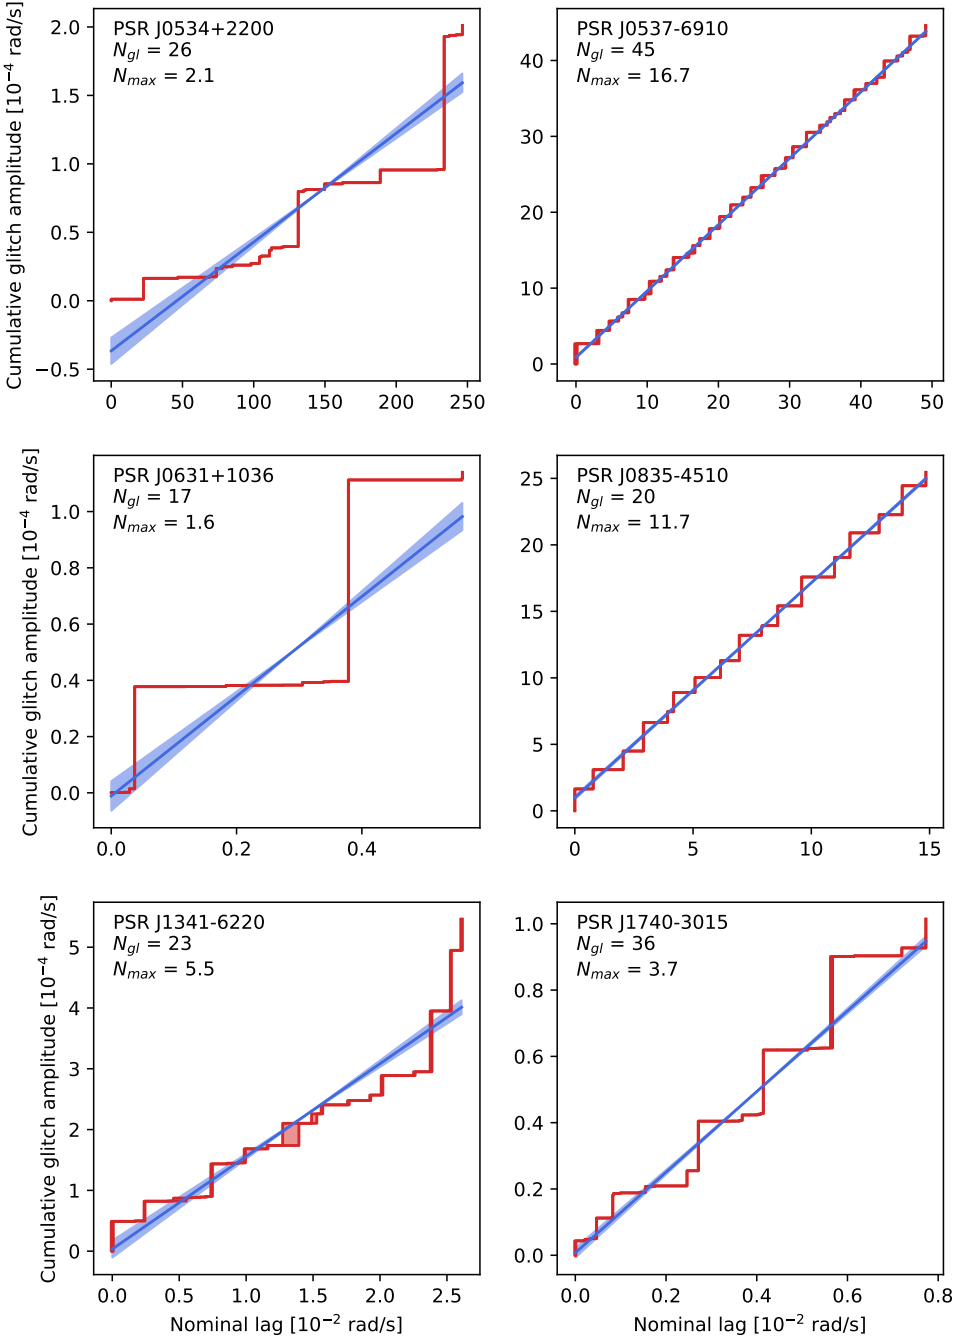 PSR J0534+2200
N_gl = 26
N_max = 2.1
Cumulative glitch amplitude [10⁻⁴ rad/s]
2.0
1.5
1.0
0.5
0.0
−0.5
0 50 100 150 200 250
PSR J0537-6910
N_gl = 45
N_max = 16.7
40
30
20
10
0
0 10 20 30 40 50
PSR J0631+1036
N_gl = 17
N_max = 1.6
Cumulative glitch amplitude [10⁻⁴ rad/s]
1.0
0.8
0.6
0.4
0.2
0.0
0.0 0.2 0.4
PSR J0835-4510
N_gl = 20
N_max = 11.7
25
20
15
10
5
0
0 5 10 15
PSR J1341-6220
N_gl = 23
N_max = 5.5
Cumulative glitch amplitude [10⁻⁴ rad/s]
5
4
3
2
1
0
0.0 0.5 1.0 1.5 2.0 2.5
Nominal lag [10⁻² rad/s]
PSR J1740-3015
N_gl = 36
N_max = 3.7
1.0
0.8
0.6
0.4
0.2
0.0
0.0 0.2 0.4 0.6 0.8
Nominal lag [10⁻² rad/s]